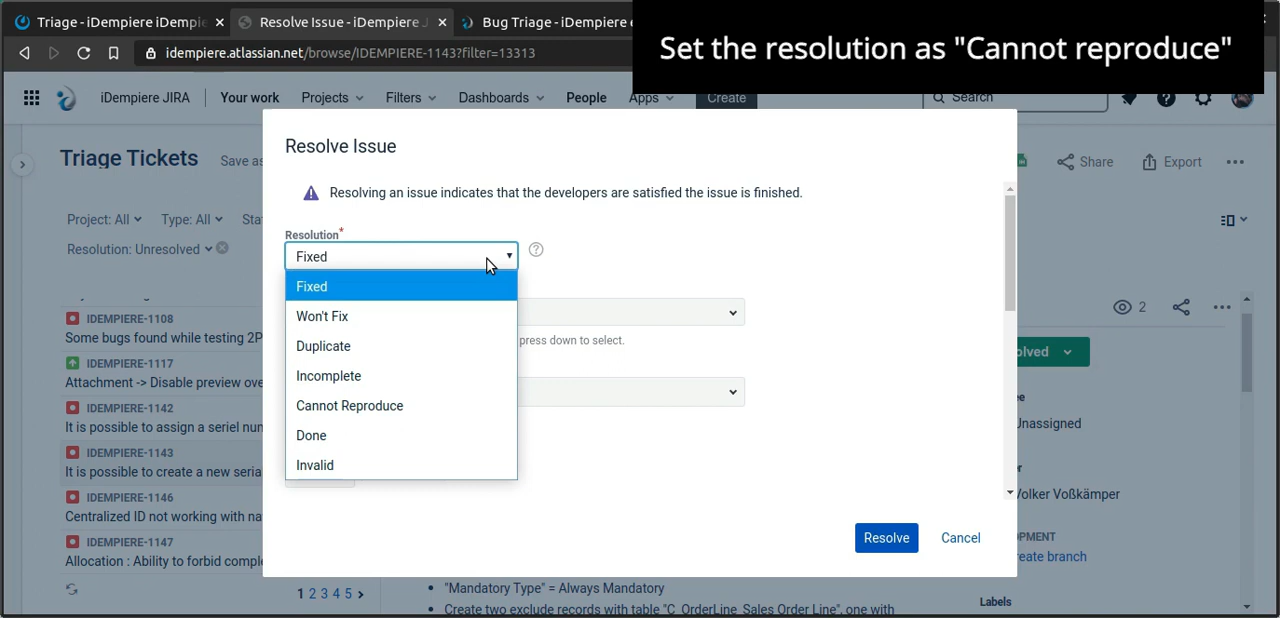 Triage - iDempiere iDempie
Resolve Issue - iDempiere J
Bug Triage - iDempiere e
Set the resolution as "Cannot reproduce"
idempiere.atlassian.net/browse/IDEMPIERE-1143?filter=13313
iDempiere JIRA
Your work
Projects
Filters
Dashboards
People
Apps
Create
Search
Triage Tickets
Save as
Share
Export
Project: All
Type: All
Sta
Resolution: Unresolved
Resolve Issue
Resolving an issue indicates that the developers are satisfied the issue is finished.
Resolution*
Fixed
Fixed
Won't Fix
Duplicate
Incomplete
Cannot Reproduce
Done
Invalid
press down to select.
Resolve
Cancel
IDEMPIERE-1108
Some bugs found while testing 2P
IDEMPIERE-1117
Attachment -> Disable preview ove
IDEMPIERE-1142
It is possible to assign a seriel nun
IDEMPIERE-1143
It is possible to create a new seria
IDEMPIERE-1146
Centralized ID not working with na
IDEMPIERE-1147
Allocation : Ability to forbid comple
1 2 3 4 5
2
olved
ee
Unassigned
er
Volker Voßkämper
OPMENT
reate branch
Labels
• "Mandatory Type" = Always Mandatory
• Create two exclude records with table "C_OrderLine_Sales Order Line", one with